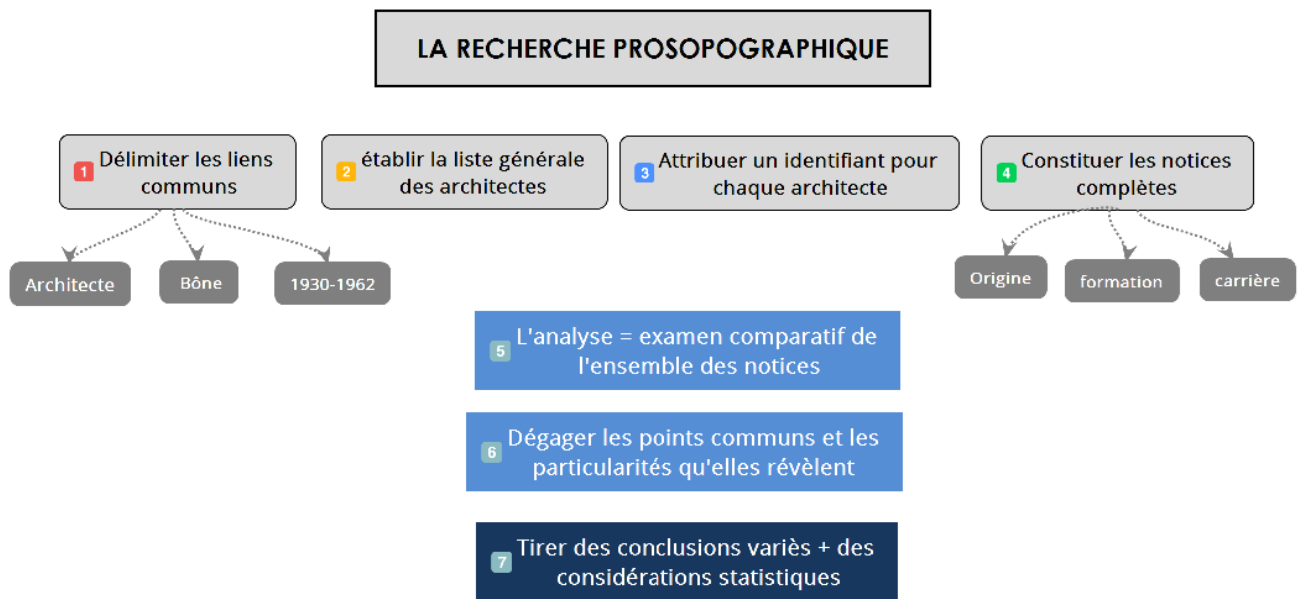 LA RECHERCHE PROSOPOGRAPHIQUE
1 Délimiter les liens
communs
2 établir la liste générale
des architectes
3 Attribuer un identifiant pour
chaque architecte
4 Constituer les notices
complètes
Architecte
Bône
1930-1962
Origine
formation
carrière
5 L'analyse = examen comparatif de
l'ensemble des notices
6 Dégager les points communs et les
particularités qu'elles révèlent
7 Tirer des conclusions variès + des
considérations statistiques